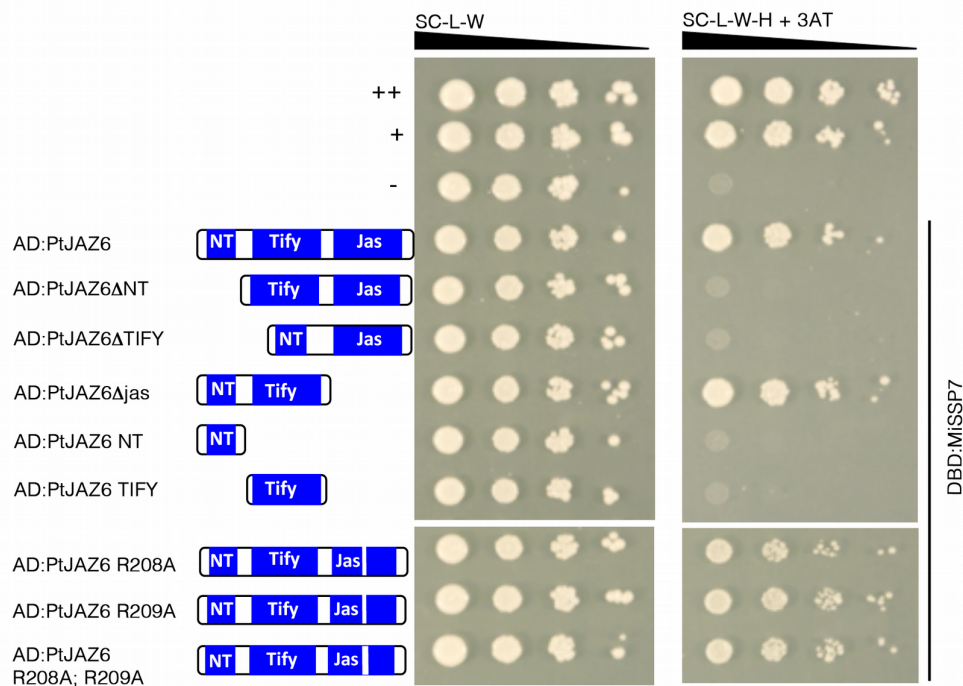 SC-L-W
SC-L-W-H + 3AT
++
+
-
AD:PtJAZ6
NT Tify Jas
AD:PtJAZ6ΔNT
Tify Jas
AD:PtJAZ6ΔTIFY
NT Jas
AD:PtJAZ6Δjas
NT Tify
AD:PtJAZ6 NT
NT
AD:PtJAZ6 TIFY
Tify
AD:PtJAZ6 R208A
NT Tify Jas
AD:PtJAZ6 R209A
NT Tify Jas
AD:PtJAZ6
R208A; R209A
NT Tify Jas
DBD:MiSSP7